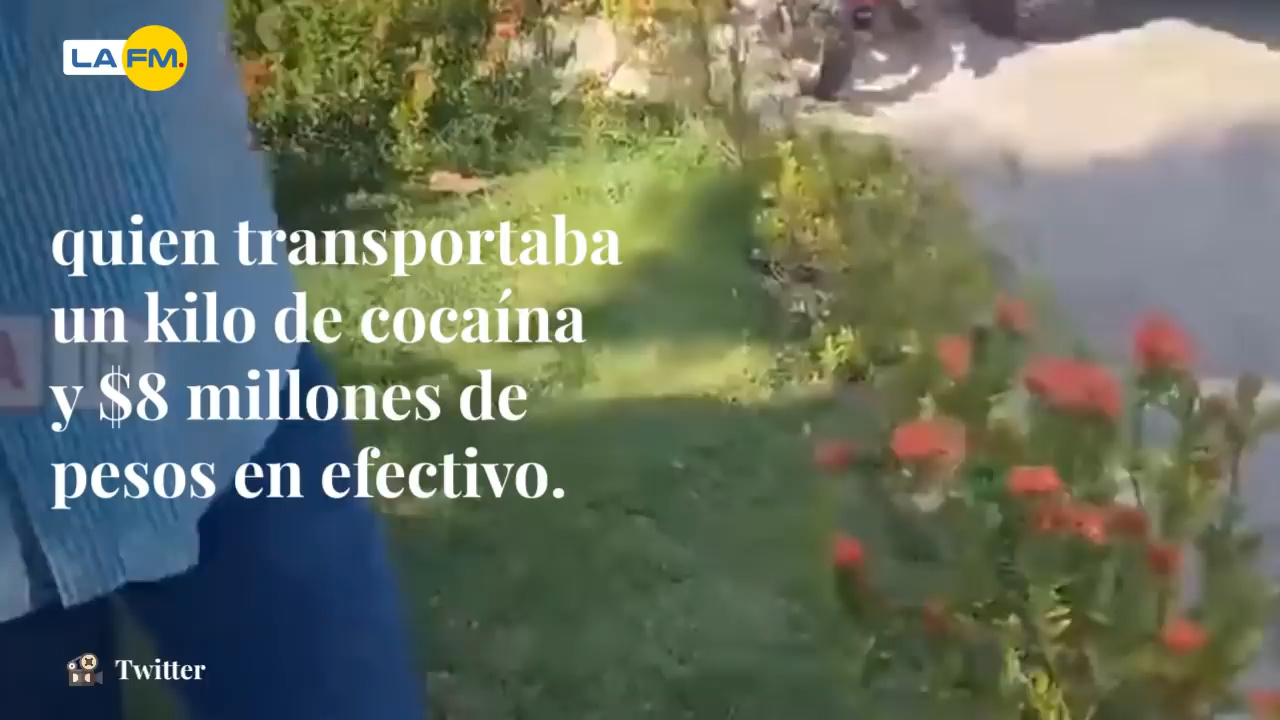 LA FM.
quien transportaba
un kilo de cocaína
y $8 millones de
pesos en efectivo.
Twitter